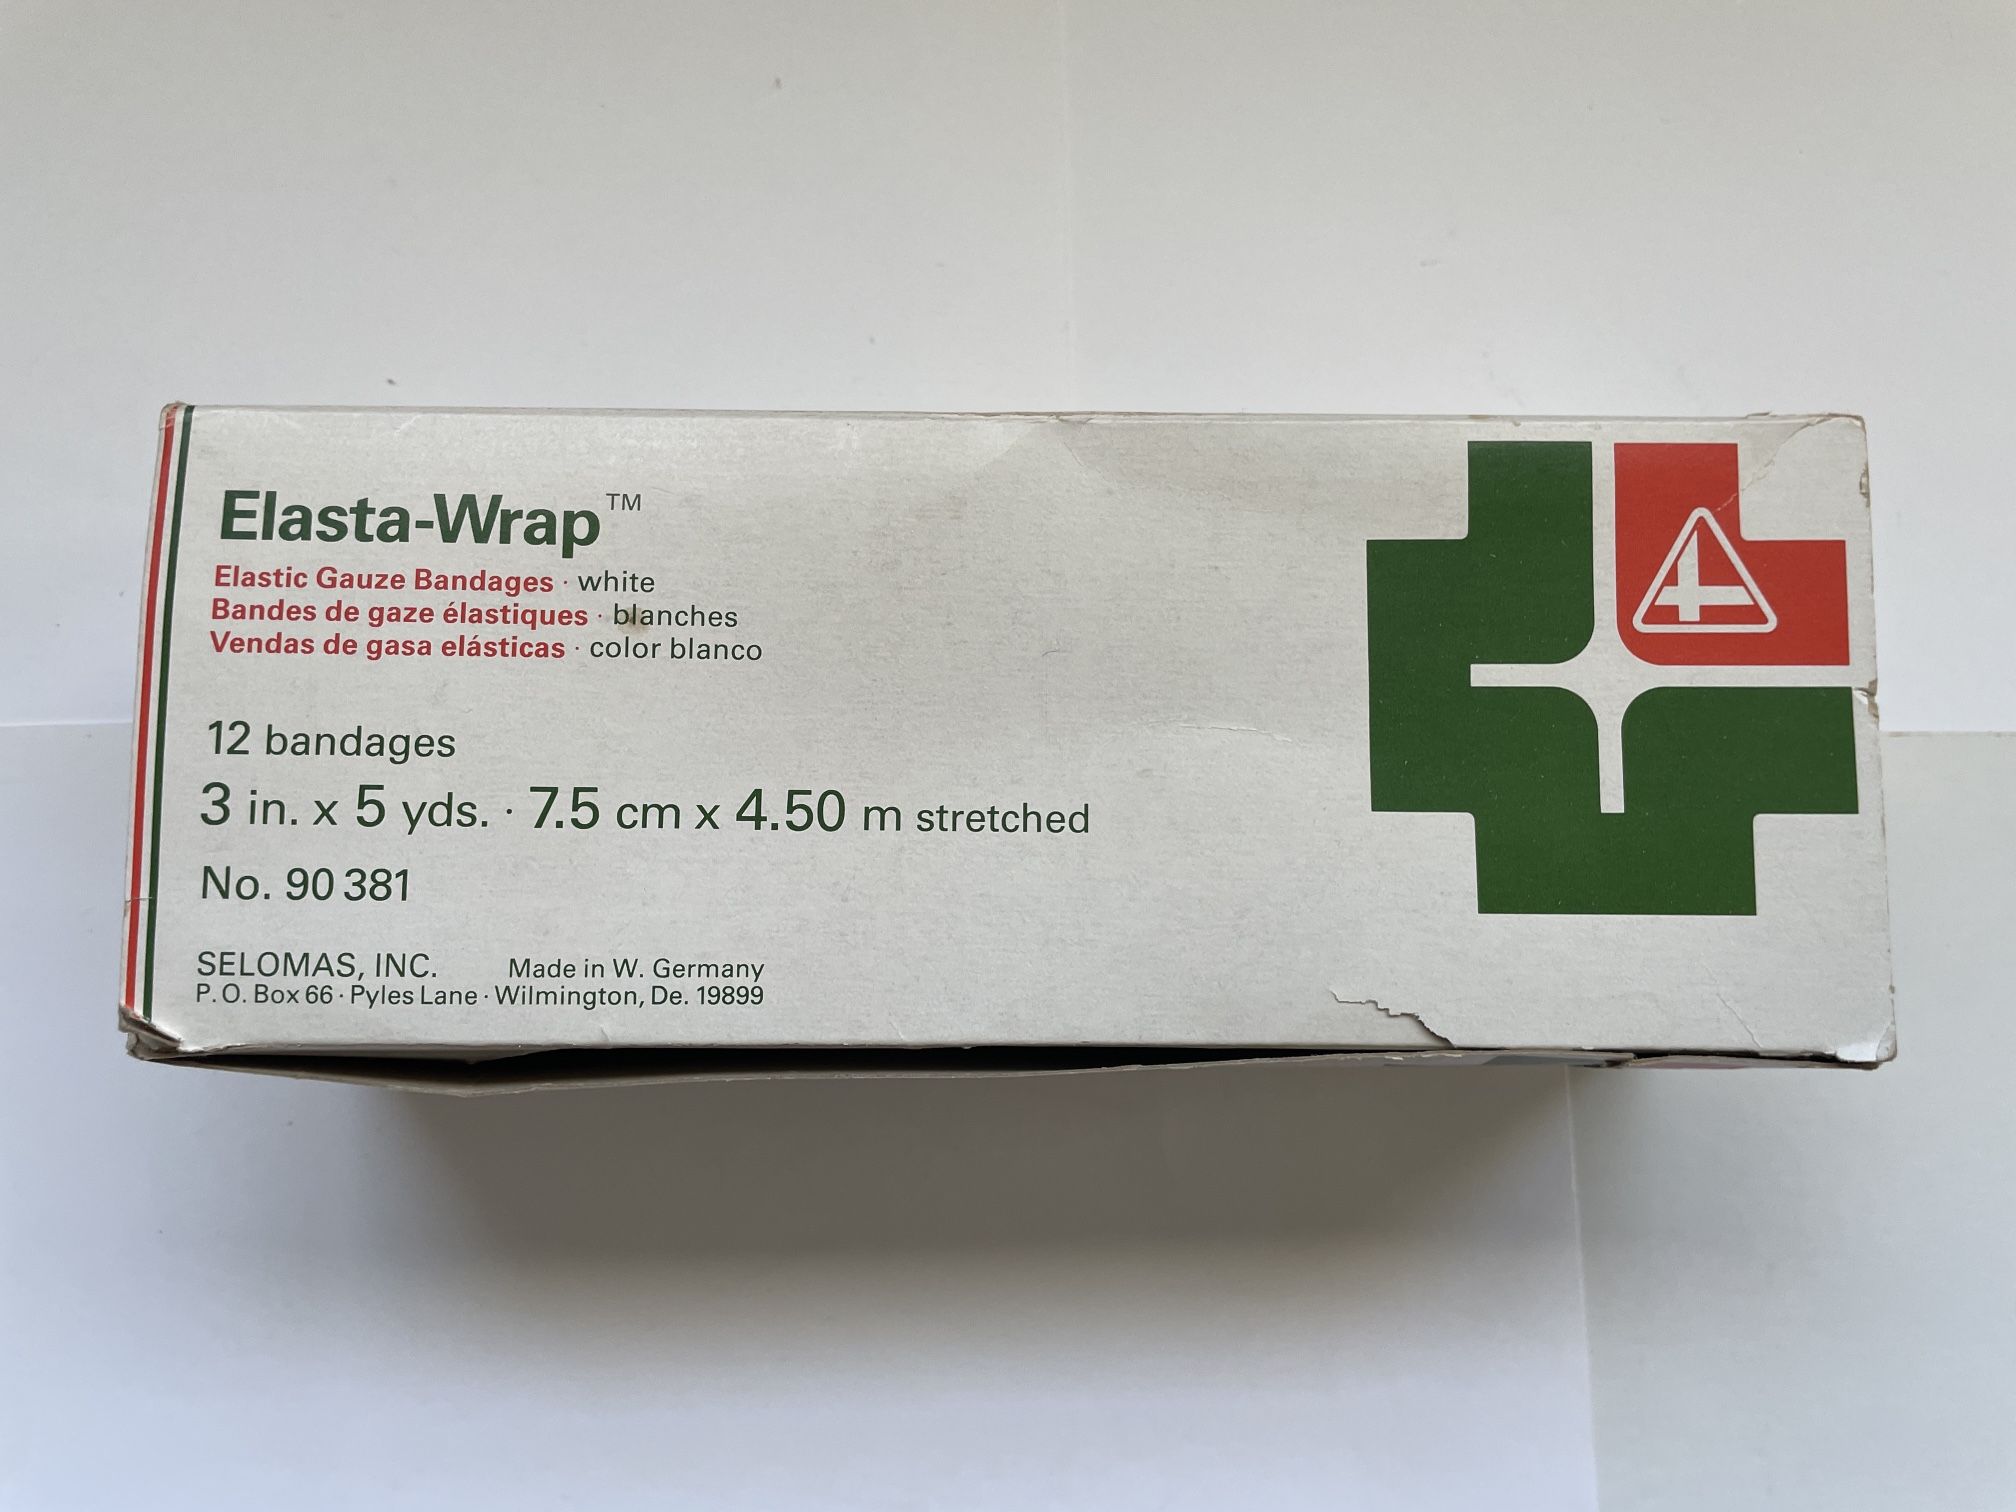 Elasta-Wrap™
Elastic Gauze Bandages · white
Bandes de gaze élastiques · blanches
Vendas de gasa elásticas · color blanco
12 bandages
3 in. x 5 yds. · 7.5 cm x 4.50 m stretched
No. 90 381
SELOMAS, INC. Made in W. Germany
P. O. Box 66 · Pyles Lane · Wilmington, De. 19899